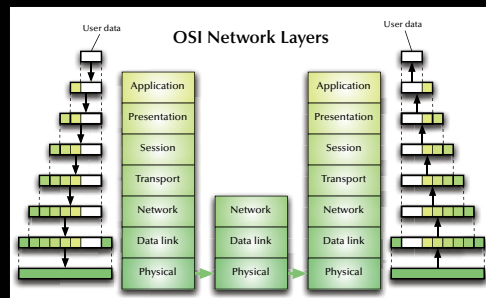 User data
OSI Network Layers
User data
Application
Presentation
Session
Transport
Network
Data link
Physical
Network
Data link
Physical
Application
Presentation
Session
Transport
Network
Data link
Physical